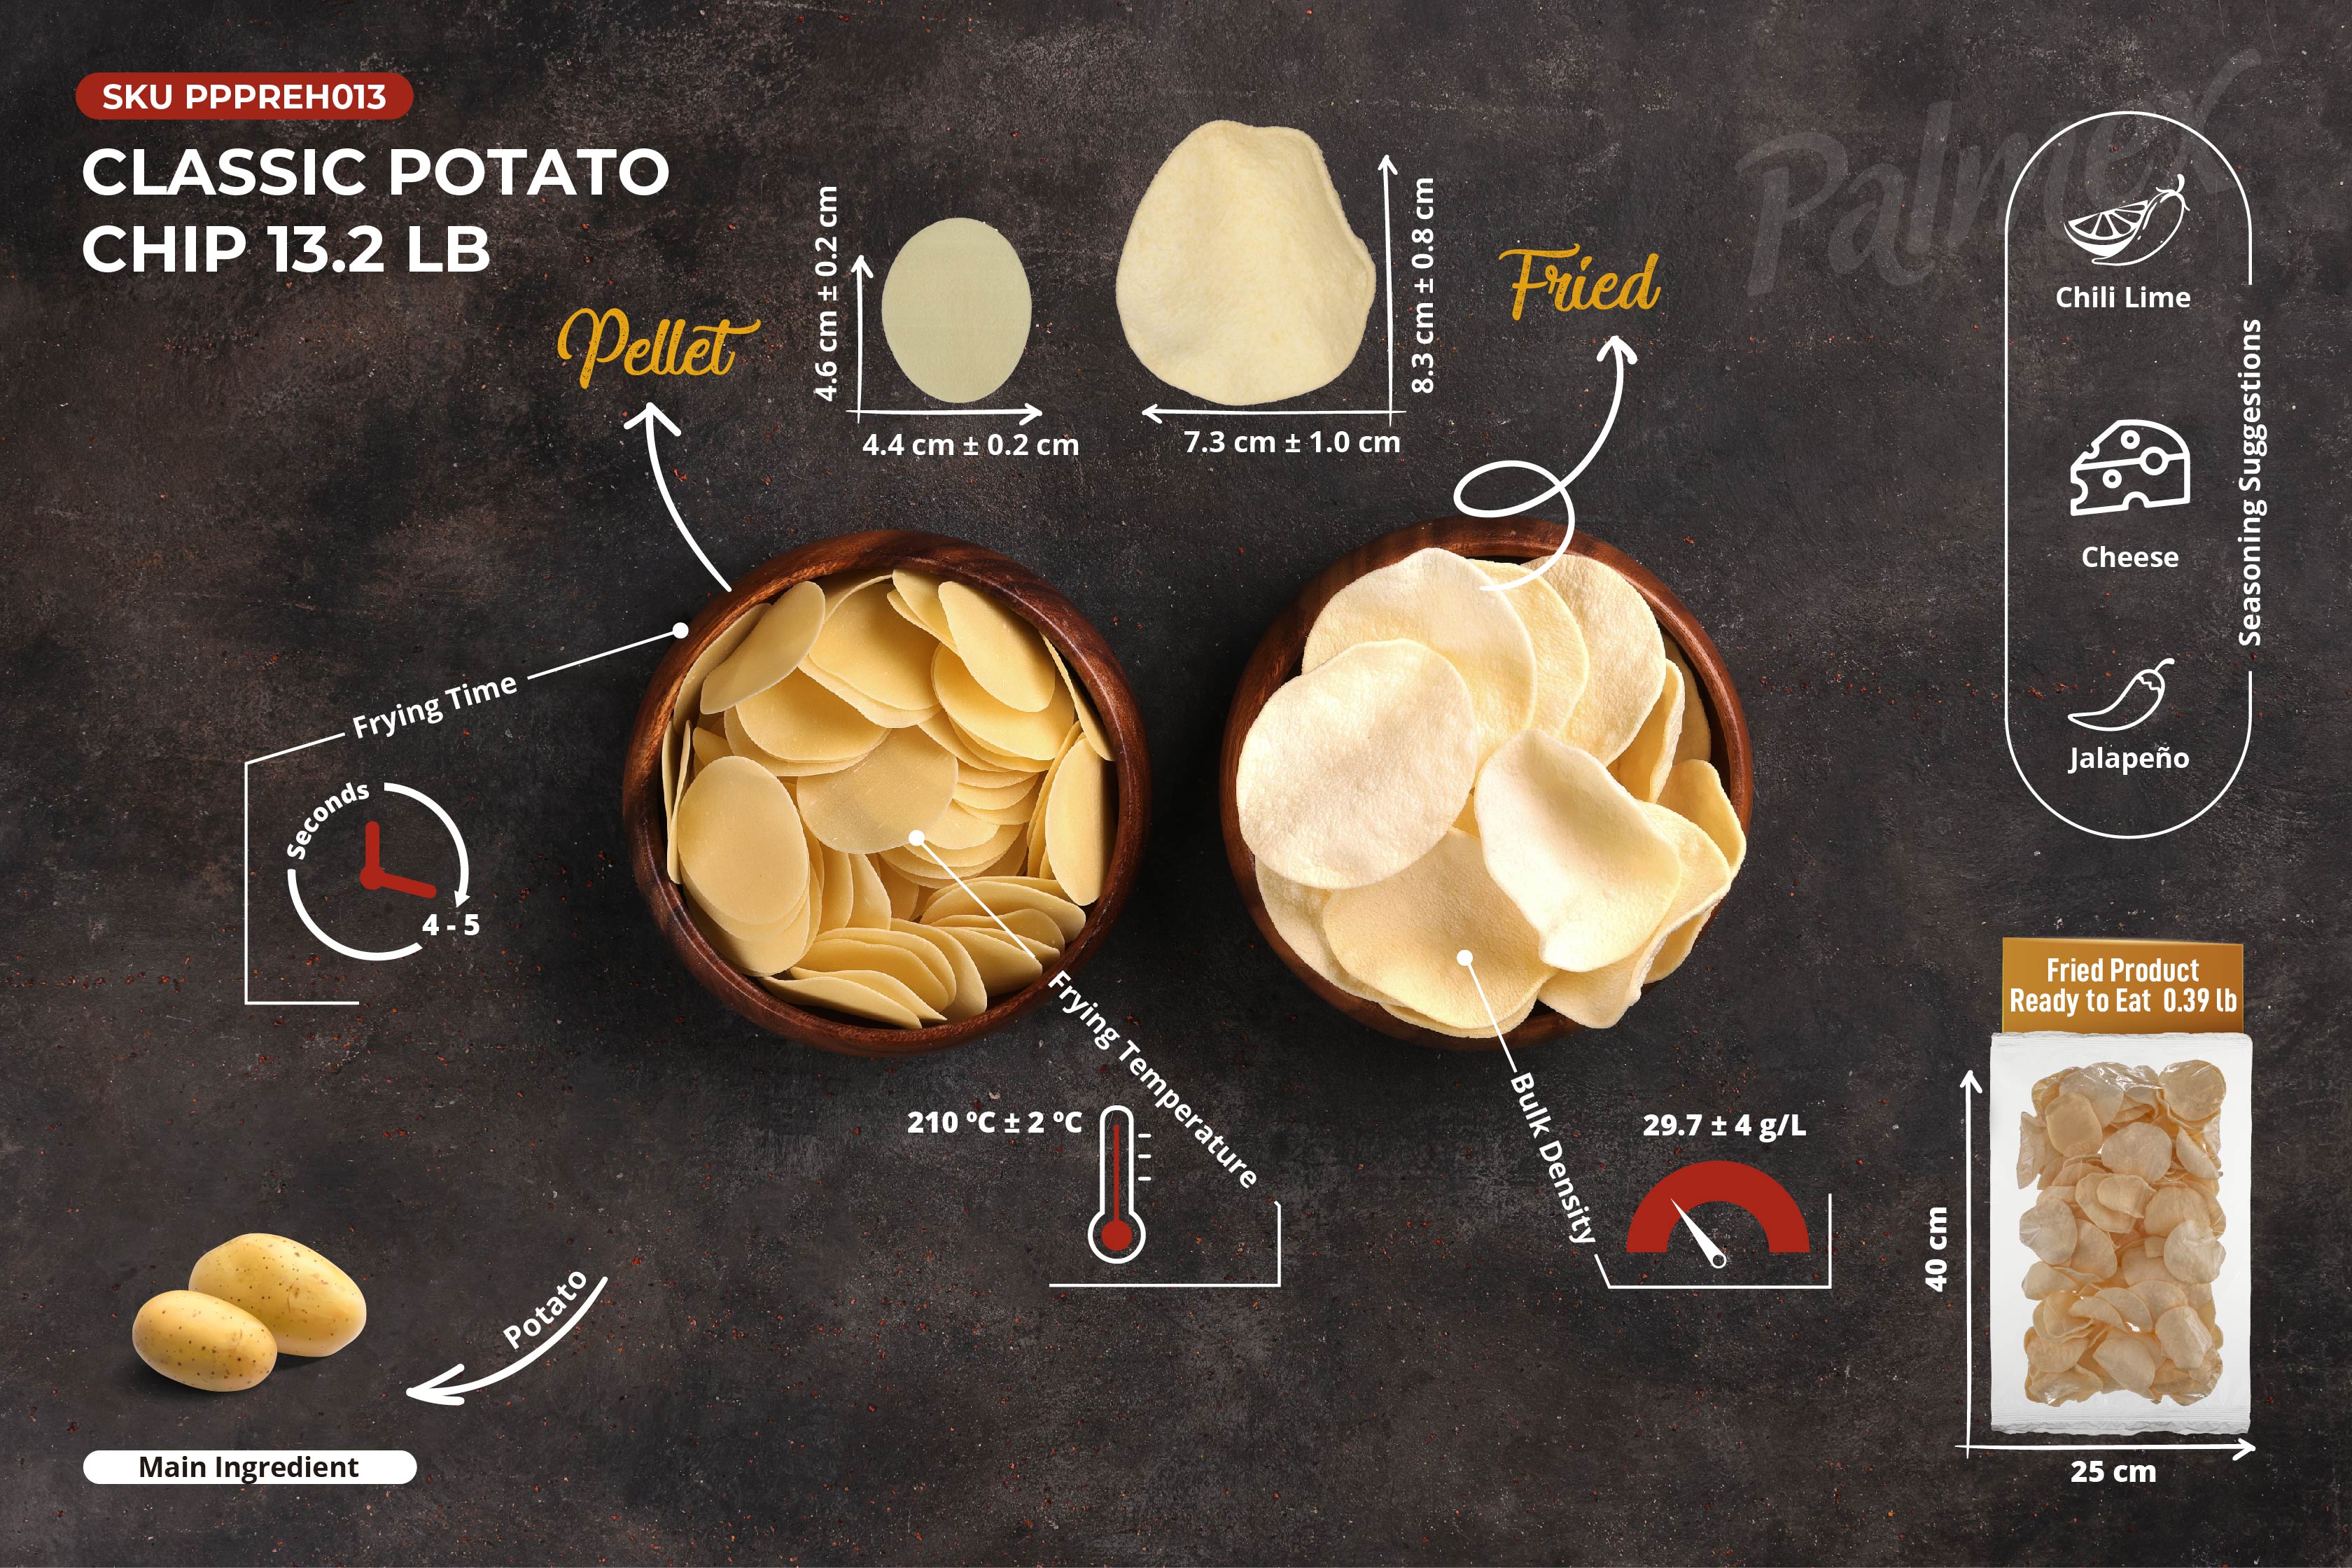 SKU PPPREH013
CLASSIC POTATO
CHIP 13.2 LB
Pellet
4.6 cm ± 0.2 cm
4.4 cm ± 0.2 cm
8.3 cm ± 0.8 cm
7.3 cm ± 1.0 cm
Fried
Palmex
Chili Lime
Cheese
Jalapeño
Seasoning Suggestions
Frying Time
Seconds
4 - 5
Frying Temperature
210 ºC ± 2 ºC
Bulk Density
29.7 ± 4 g/L
Fried Product
Ready to Eat 0.39 lb
40 cm
25 cm
Potato
Main Ingredient